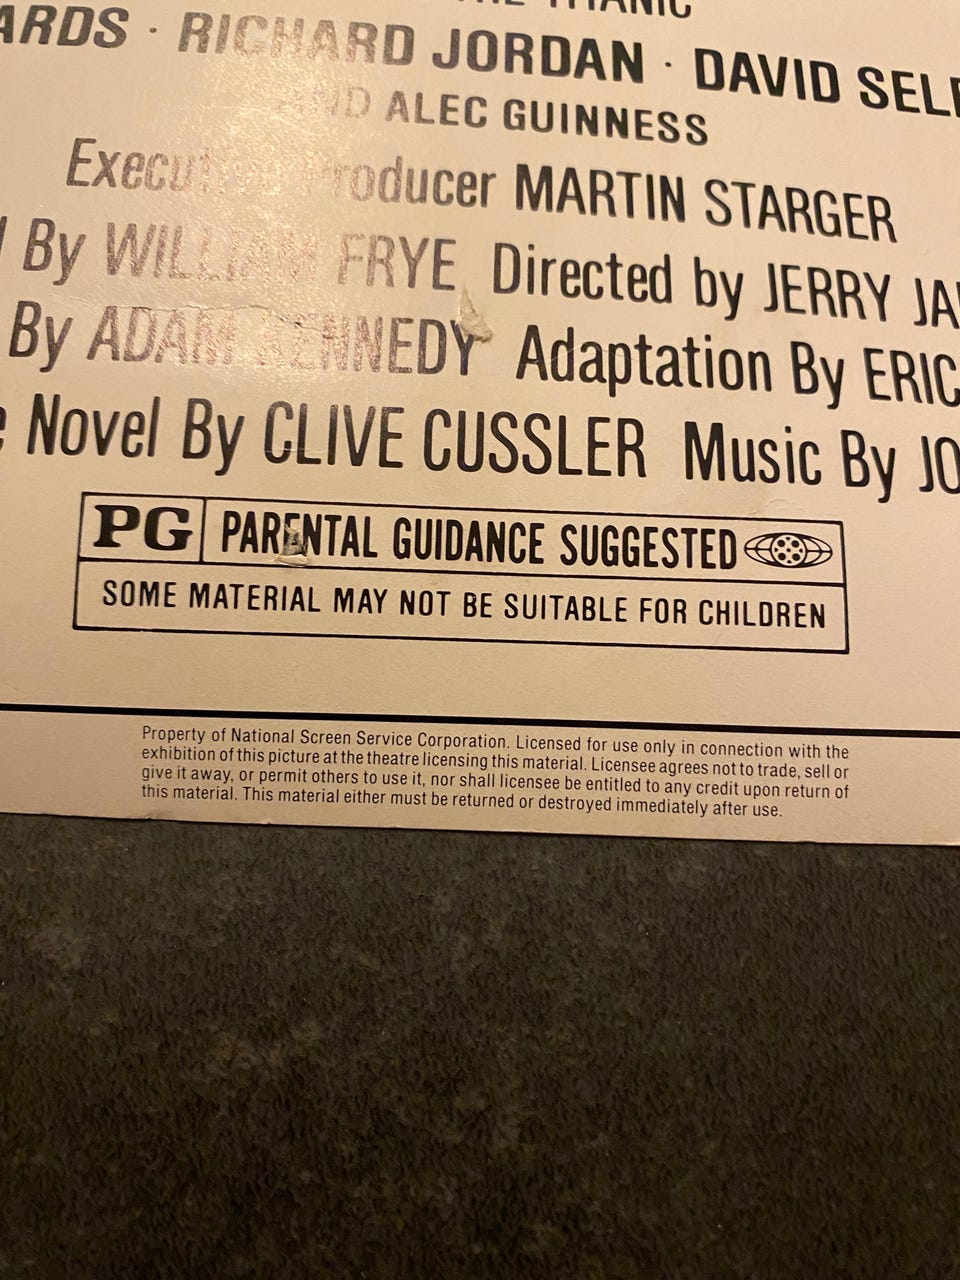 TITANIC
ARDS · RICHARD JORDAN · DAVID SEL
AND ALEC GUINNESS
Executive Producer MARTIN STARGER
By WILLIAM FRYE Directed by JERRY JA
By ADAM KENNEDY Adaptation By ERIC
Novel By CLIVE CUSSLER Music By JO
PG PARENTAL GUIDANCE SUGGESTED
SOME MATERIAL MAY NOT BE SUITABLE FOR CHILDREN
Property of National Screen Service Corporation. Licensed for use only in connection with the
exhibition of this picture at the theatre licensing this material. Licensee agrees not to trade, sell or
give it away, or permit others to use it, nor shall licensee be entitled to any credit upon return of
this material. This material either must be returned or destroyed immediately after use.